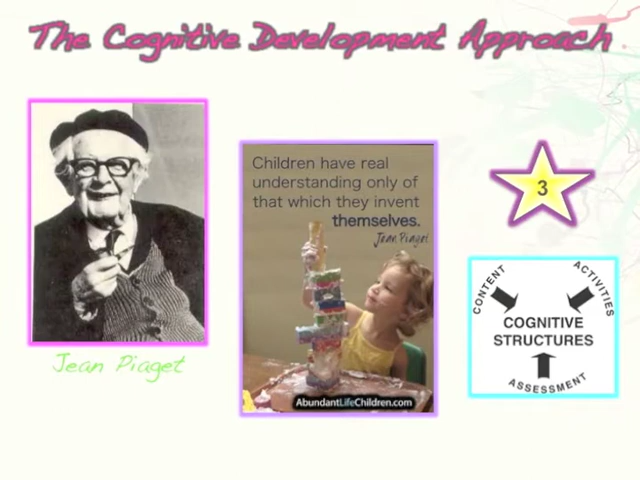 The Cognitive Development Approach
Children have real
understanding only of
that which they invent
themselves.
Jean Piaget
AbundantLifeChildren.com
Jean Piaget
3
CONTENT
ACTIVITIES
COGNITIVE
STRUCTURES
ASSESSMENT